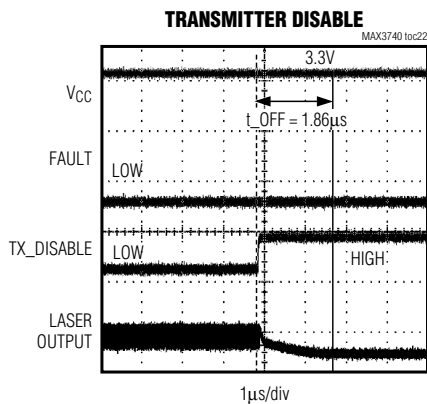 TRANSMITTER DISABLE
MAX3740 toc22
3.3V
VCC
t_OFF = 1.86µs
FAULT
LOW
TX_DISABLE
LOW
HIGH
LASER
OUTPUT
1µs/div